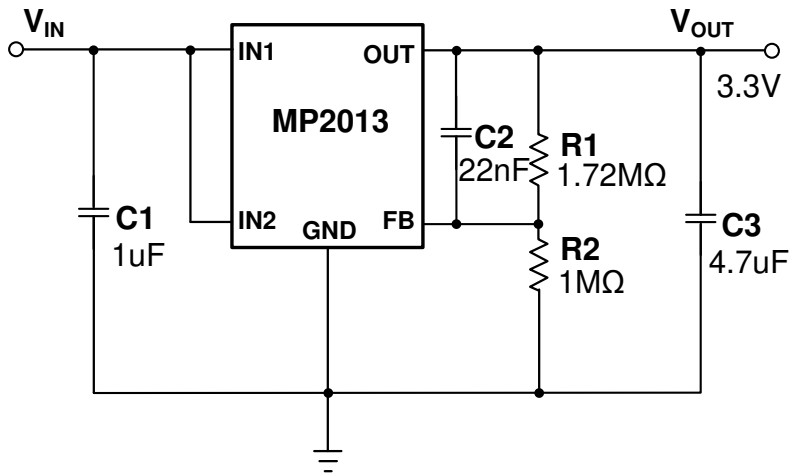 VIN
VOUT
IN1
OUT
3.3V
MP2013
C2
22nF
R1
1.72MΩ
C1
1uF
IN2
GND
FB
R2
1MΩ
C3
4.7uF